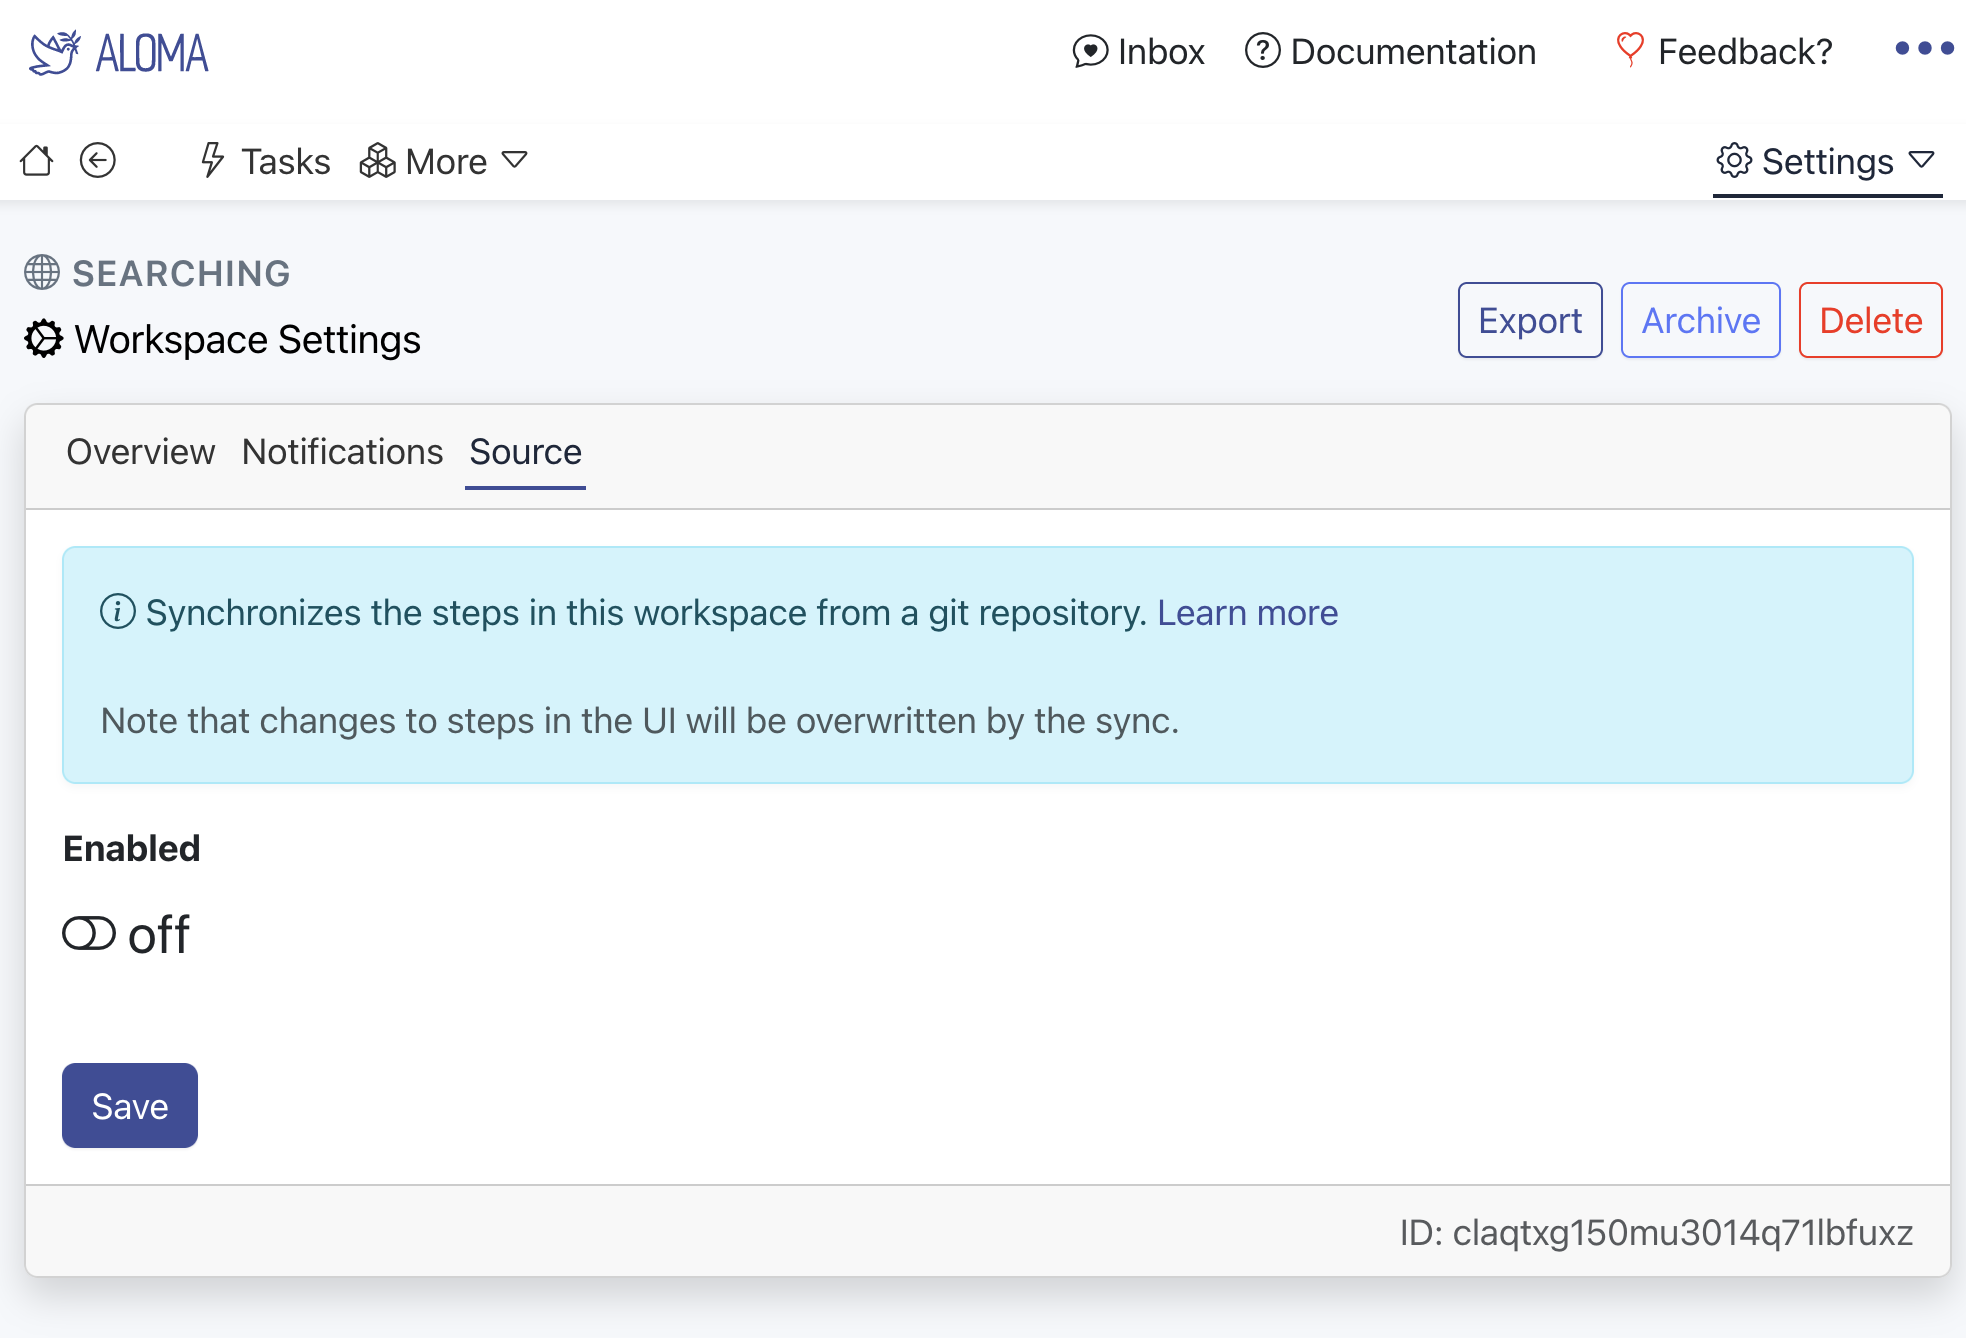 ALOMA
Inbox
Documentation
Feedback?
Tasks
More
Settings
SEARCHING
Workspace Settings
Export
Archive
Delete
Overview
Notifications
Source
Synchronizes the steps in this workspace from a git repository. Learn more
Note that changes to steps in the UI will be overwritten by the sync.
Enabled
off
Save
ID: claqtxg150mu3014q71lbfuxz